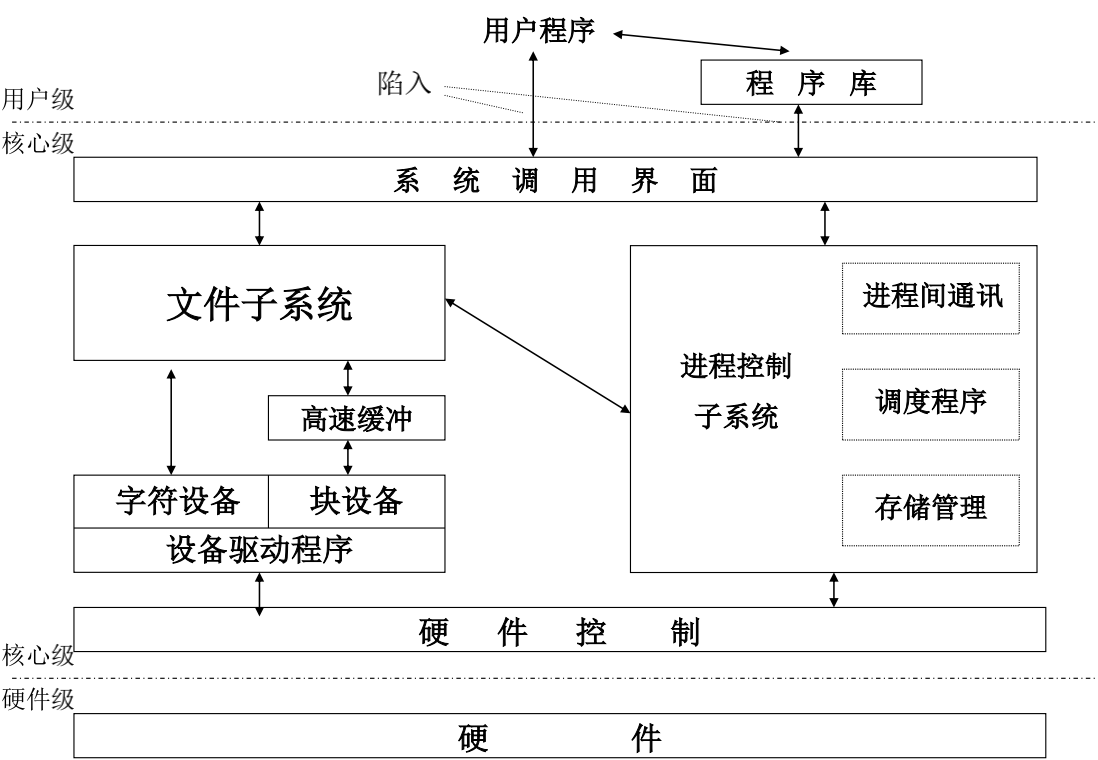 用户程序
陷入
程 序 库
用户级
核心级
系 统 调 用 界 面
文件子系统
进程间通讯
进程控制
子系统
调度程序
高速缓冲
字符设备
块设备
存储管理
设备驱动程序
硬 件 控 制
核心级
硬件级
硬 件